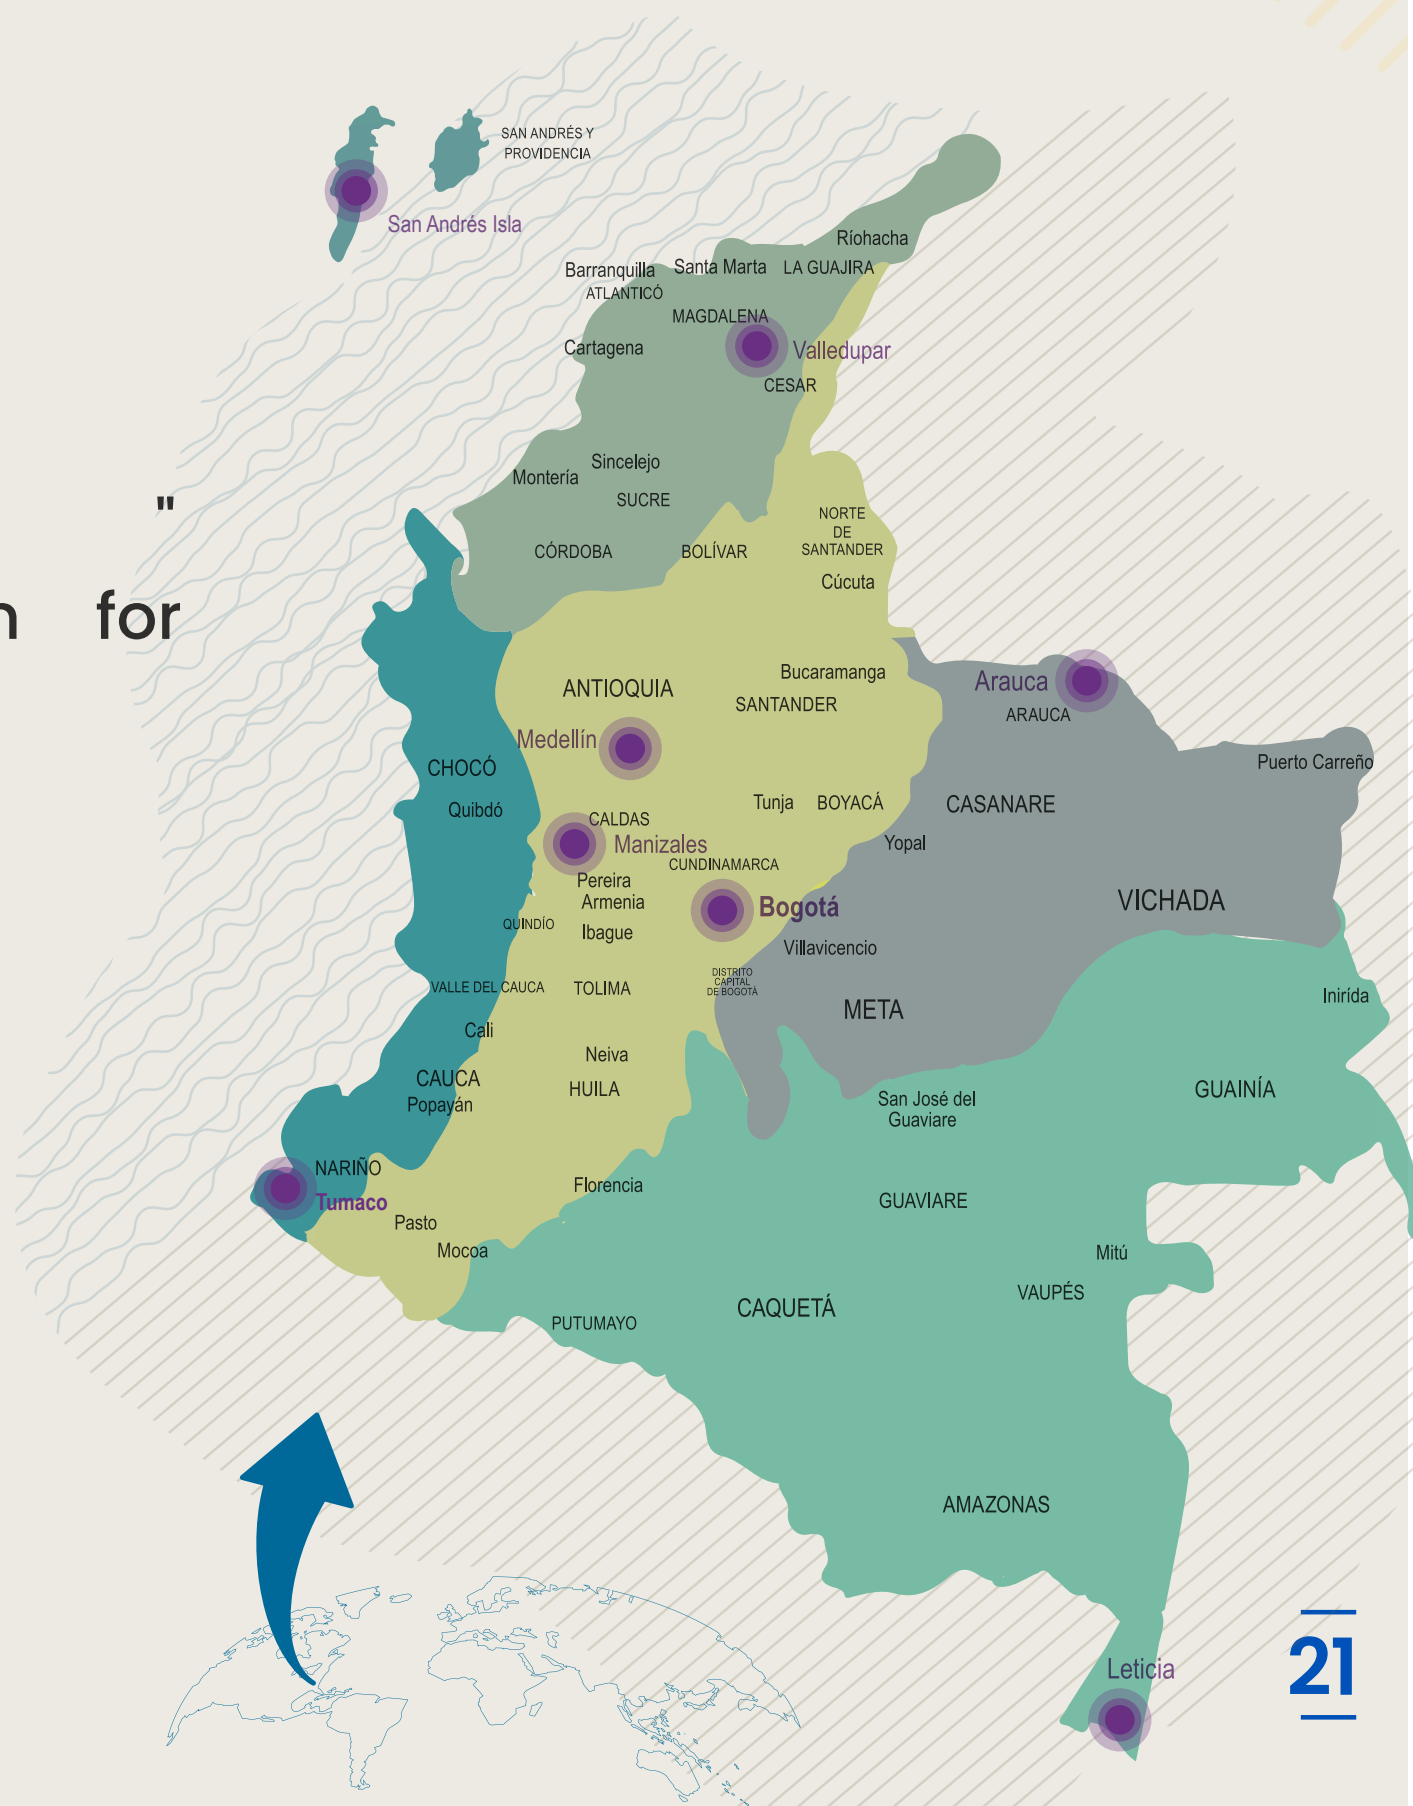 SAN ANDRÉS Y
PROVIDENCIA
San Andrés Isla
Ríohacha
Barranquilla
Santa Marta
LA GUAJIRA
ATLANTICÓ
MAGDALENA
Cartagena
Valledupar
CESAR
Sincelejo
Montería
SUCRE
"
NORTE
DE
SANTANDER
CÓRDOBA
BOLÍVAR
Cúcuta
n for
Bucaramanga
Arauca
ANTIOQUIA
SANTANDER
ARAUCA
Medellín
CHOCÓ
Puerto Carreño
Quibdó
Tunja
BOYACÁ
CASANARE
CALDAS
Manizales
Yopal
CUNDINAMARCA
Pereira
Armenia
Bogotá
VICHADA
QUINDÍO
Ibague
Villavicencio
DISTRITO
CAPITAL
DE BOGOTÁ
VALLE DEL CAUCA
TOLIMA
Inirída
META
Cali
Neiva
CAUCA
HUILA
GUAINÍA
Popayán
San José del
Guaviare
NARIÑO
Tumaco
Florencia
GUAVIARE
Pasto
Mocoa
Mitú
VAUPÉS
CAQUETÁ
PUTUMAYO
AMAZONAS
Leticia
21